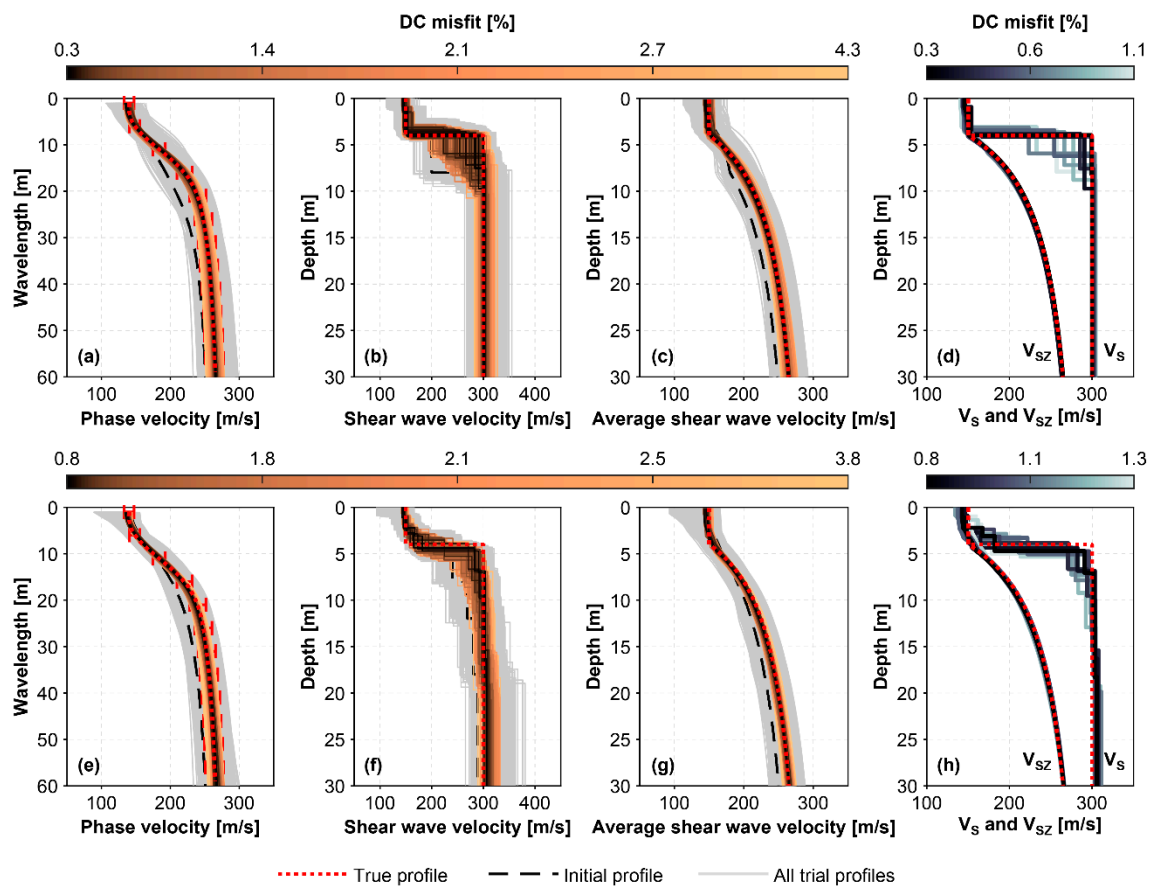 DC misfit [%] DC misfit [%]
0.3 1.4 2.1 2.7 4.3 0.3 0.6 1.1
0 0 0 0
10 5 5 5
20 10 10 10
30 15 15 15
40 20 20 20
50 25 25 25
60 30 30 30
Wavelength [m] Depth [m] Depth [m] Depth [m]
(a) (b) (c) (d) V_SZ V_S
100 200 300 100 200 300 400 100 200 300 100 200 300
Phase velocity [m/s] Shear wave velocity [m/s] Average shear wave velocity [m/s] V_S and V_SZ [m/s]
0.8 1.8 2.1 2.5 3.8 0.8 1.1 1.3
0 0 0 0
10 5 5 5
20 10 10 10
30 15 15 15
40 20 20 20
50 25 25 25
60 30 30 30
Wavelength [m] Depth [m] Depth [m] Depth [m]
(e) (f) (g) (h) V_SZ V_S
100 200 300 100 200 300 400 100 200 300 100 200 300
Phase velocity [m/s] Shear wave velocity [m/s] Average shear wave velocity [m/s] V_S and V_SZ [m/s]
True profile Initial profile All trial profiles